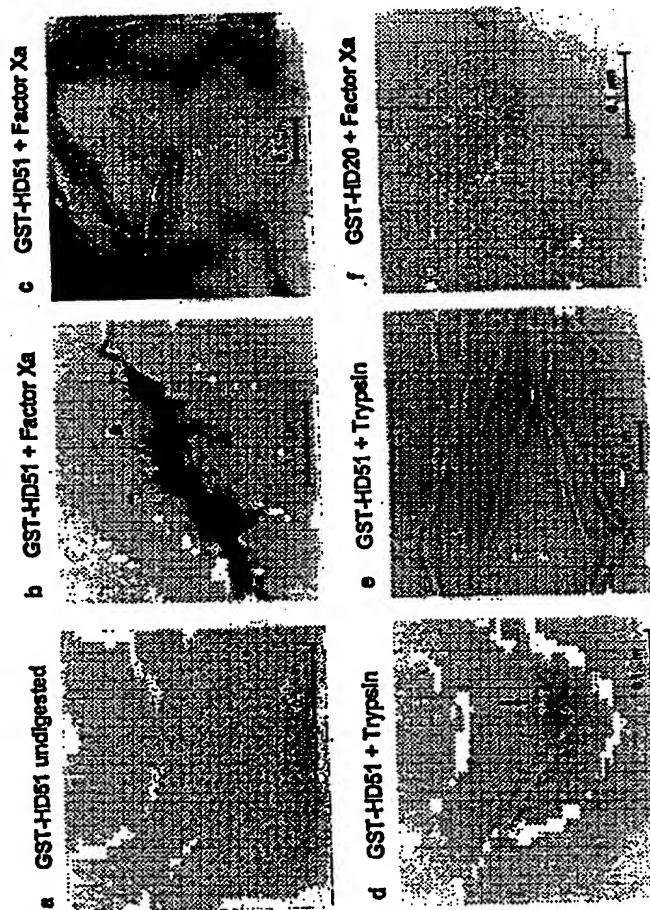 a GST-HD51 undigested
b GST-HD51 + Factor Xa
c GST-HD51 + Factor Xa
d GST-HD51 + Trypsin
e GST-HD51 + Trypsin
f GST-HD20 + Factor Xa
0.1 µm